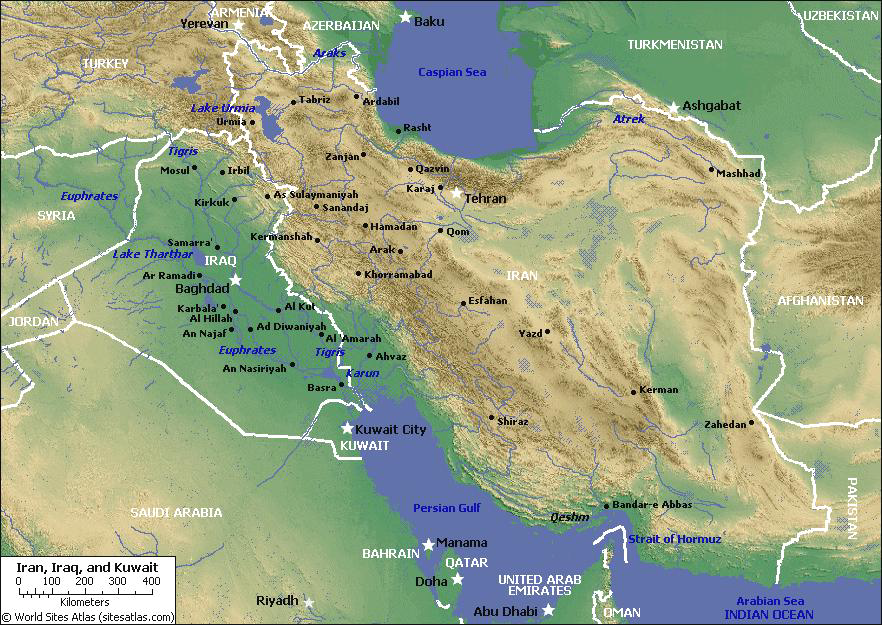 ARMENIA
Yerevan
AZERBAIJAN
Baku
UZBEKISTAN
TURKMENISTAN
Araks
TURKEY
Caspian Sea
Lake Urmia
Tabriz
Ardabil
Ashgabat
Urmia
Rasht
Atrek
Tigris
Zanjan
Mosul
Irbil
Qazvin
Mashhad
Euphrates
As Sulaymaniyah
Karaj
Tehran
Kirkuk
Sanandaj
SYRIA
Hamadan
Qom
Kermanshah
Samarra'
Arak
Lake Tharthar
IRAQ
Ar Ramadi
Khorramabad
IRAN
Baghdad
Esfahan
AFGHANISTAN
Karbala'
Al Kut
Al Hillah
JORDAN
An Najaf
Ad Diwaniyah
Yazd
Al 'Amarah
Euphrates
Tigris
Ahvaz
An Nasiriyah
Karun
Basra
Kerman
Shiraz
Zahedan
Kuwait City
KUWAIT
Persian Gulf
Bandar-e Abbas
SAUDI ARABIA
Qeshm
PAKISTAN
Strait of Hormuz
Manama
BAHRAIN
QATAR
Doha
UNITED ARAB
EMIRATES
Abu Dhabi
OMAN
Riyadh
Arabian Sea
INDIAN OCEAN
Iran, Iraq, and Kuwait
0 100 200 300 400
Kilometers
© World Sites Atlas (sitesatlas.com)